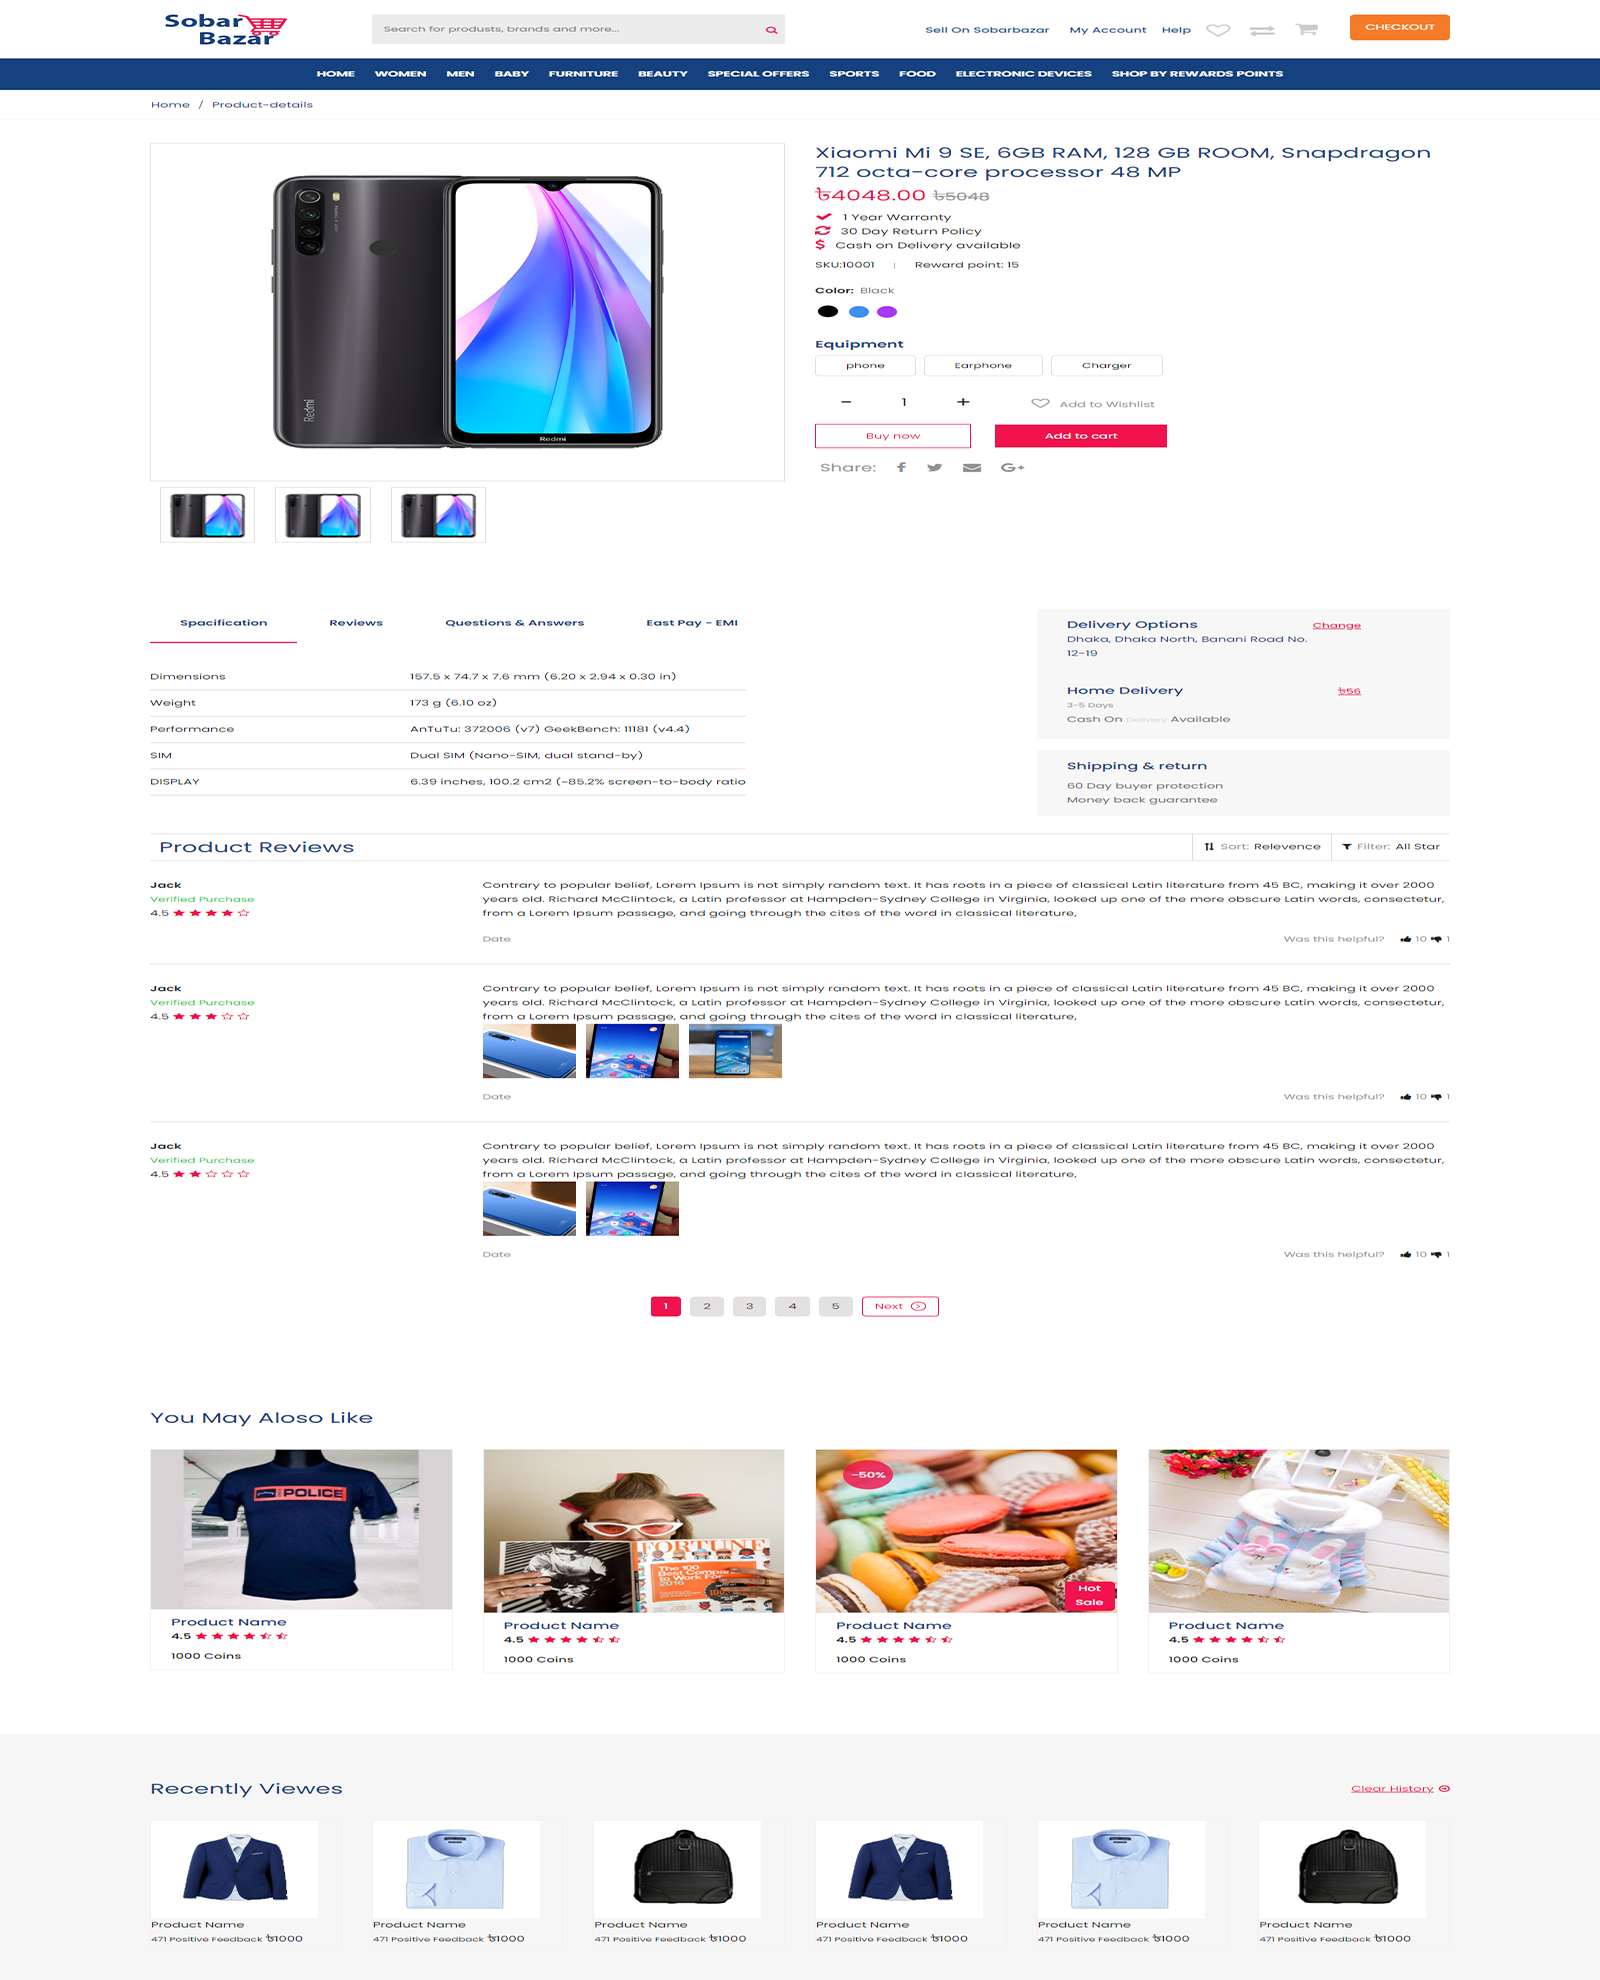 Sobar
Bazar
Search for produsts, brands and more...
Sell On Sobarbazar My Account Help
CHECKOUT
HOME WOMEN MEN BABY FURNITURE BEAUTY SPECIAL OFFERS SPORTS FOOD ELECTRONIC DEVICES SHOP BY REWARDS POINTS
Home / Product-details
Xiaomi Mi 9 SE, 6GB RAM, 128 GB ROOM, Snapdragon
712 octa-core processor 48 MP
৳4048.00 ৳5048
1 Year Warranty
30 Day Return Policy
Cash on Delivery available
SKU:10001 | Reward point: 15
Color: Black
Equipment
phone Earphone Charger
− 1 + Add to Wishlist
Buy now Add to cart
Share:
Redmi
Redmi
Spacification Reviews Questions & Answers East Pay - EMI
Dimensions 157.5 x 74.7 x 7.6 mm (6.20 x 2.94 x 0.30 in)
Weight 173 g (6.10 oz)
Performance AnTuTu: 372006 (v7) GeekBench: 11181 (v4.4)
SIM Dual SIM (Nano-SIM, dual stand-by)
DISPLAY 6.39 inches, 100.2 cm2 (~85.2% screen-to-body ratio
Delivery Options Change
Dhaka, Dhaka North, Banani Road No.
12-19
Home Delivery ৳56
3-5 Days
Cash On Delivery Available
Shipping & return
60 Day buyer protection
Money back guarantee
Product Reviews
Sort: Relevence Filter: All Star
Jack
Verified Purchase
4.5
Contrary to popular belief, Lorem Ipsum is not simply random text. It has roots in a piece of classical Latin literature from 45 BC, making it over 2000
years old. Richard McClintock, a Latin professor at Hampden-Sydney College in Virginia, looked up one of the more obscure Latin words, consectetur,
from a Lorem Ipsum passage, and going through the cites of the word in classical literature,
Date Was this helpful? 10 1
Jack
Verified Purchase
4.5
Contrary to popular belief, Lorem Ipsum is not simply random text. It has roots in a piece of classical Latin literature from 45 BC, making it over 2000
years old. Richard McClintock, a Latin professor at Hampden-Sydney College in Virginia, looked up one of the more obscure Latin words, consectetur,
from a Lorem Ipsum passage, and going through the cites of the word in classical literature,
Date Was this helpful? 10 1
Jack
Verified Purchase
4.5
Contrary to popular belief, Lorem Ipsum is not simply random text. It has roots in a piece of classical Latin literature from 45 BC, making it over 2000
years old. Richard McClintock, a Latin professor at Hampden-Sydney College in Virginia, looked up one of the more obscure Latin words, consectetur,
from a Lorem Ipsum passage, and going through the cites of the word in classical literature,
Date Was this helpful? 10 1
1 2 3 4 5 Next
You May Aloso Like
POLICE
FORTUNE
The 100
Best Compan
to Work For
2016
-50%
Hot
Sale
Product Name
4.5
1000 Coins
Product Name
4.5
1000 Coins
Product Name
4.5
1000 Coins
Product Name
4.5
1000 Coins
Recently Viewes Clear History
Product Name
471 Positive Feedback ৳1000
Product Name
471 Positive Feedback ৳1000
Product Name
471 Positive Feedback ৳1000
Product Name
471 Positive Feedback ৳1000
Product Name
471 Positive Feedback ৳1000
Product Name
471 Positive Feedback ৳1000